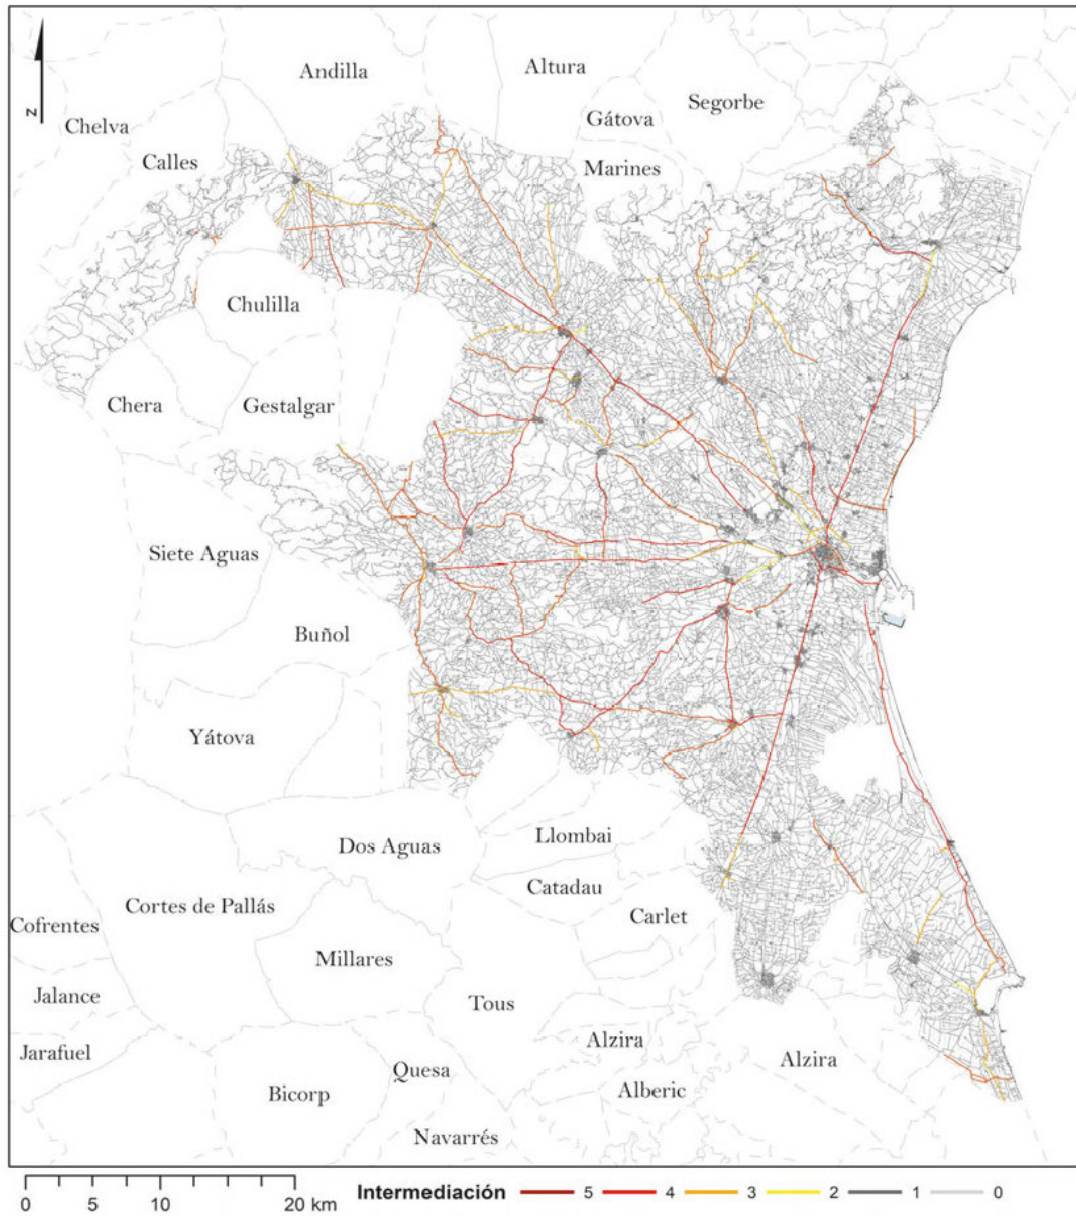 Andilla
Altura
Segorbe
Chelva
Gátova
Calles
Marines
Chulilla
Chera
Gestalgar
Siete Aguas
Buñol
Yátova
Llombai
Dos Aguas
Catadau
Cortes de Pallás
Carlet
Cofrentes
Millares
Jalance
Tous
Alzira
Jarafuel
Alzira
Quesa
Bicorp
Alberic
Navarrés
N
0 5 10 20 km
Intermediación 5 4 3 2 1 0